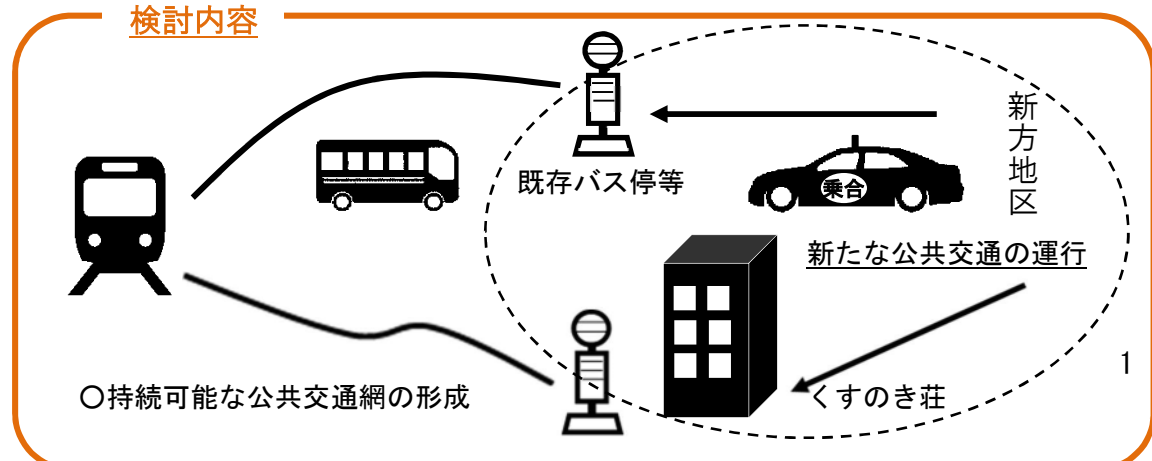 検討内容
既存バス停等
新方地区
乗合
新たな公共交通の運行
〇持続可能な公共交通網の形成
くすのき荘
1